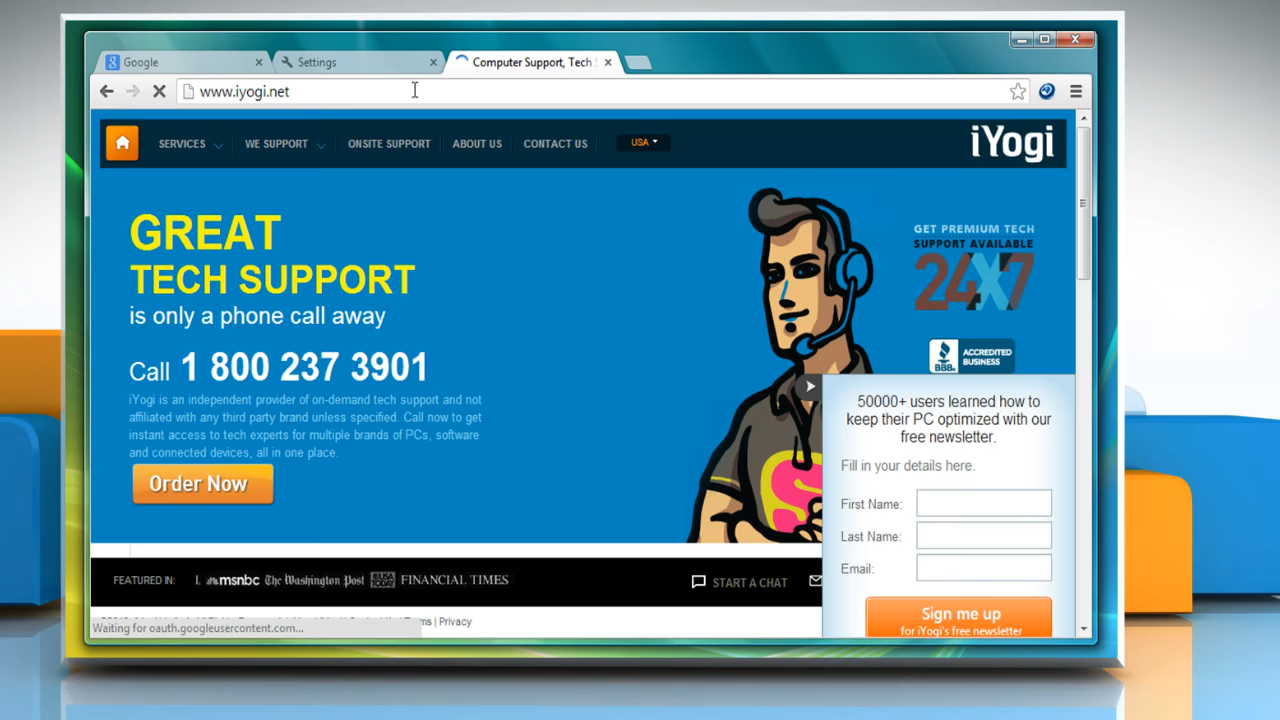 Google
Settings
Computer Support, Tech
www.iyogi.net
SERVICES
WE SUPPORT
ONSITE SUPPORT
ABOUT US
CONTACT US
USA
iYogi
GREAT
TECH SUPPORT
is only a phone call away
Call 1 800 237 3901
iYogi is an independent provider of on-demand tech support and not
affiliated with any third party brand unless specified. Call now to get
instant access to tech experts for multiple brands of PCs, software
and connected devices, all in one place.
Order Now
GET PREMIUM TECH
SUPPORT AVAILABLE
24X7
BBB.
ACCREDITED
BUSINESS
50000+ users learned how to
keep their PC optimized with our
free newsletter.
Fill in your details here.
First Name:
Last Name:
Email:
Sign me up
for iYogi's free newsletter
FEATURED IN:
msnbc
The Washington Post
USA TODAY
FINANCIAL TIMES
START A CHAT
| Privacy
Waiting for oauth.googleusercontent.com...